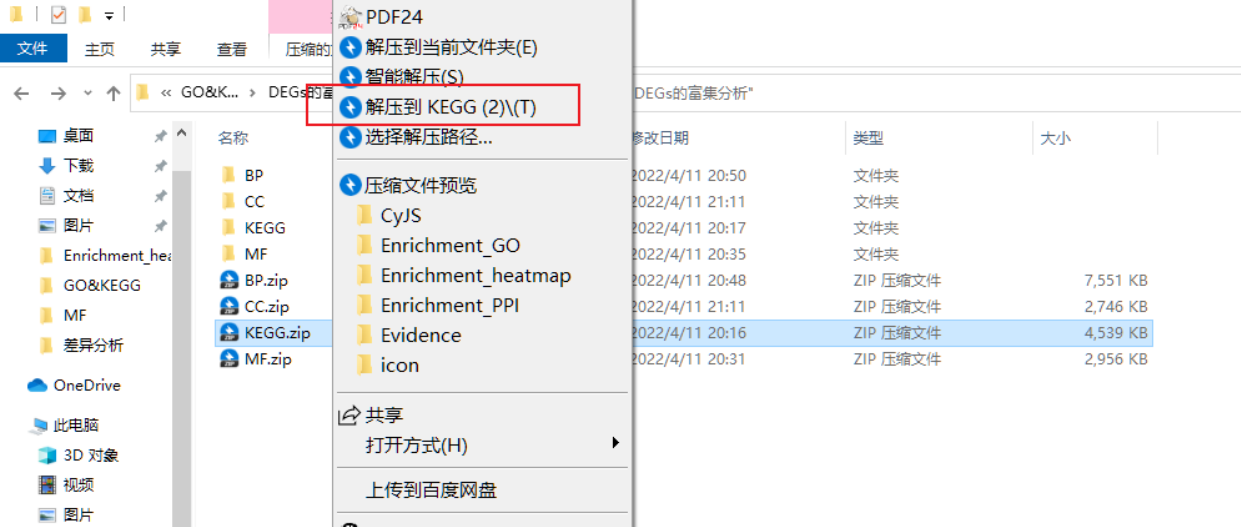 PDF24
文件 主页 共享 查看 压缩的
解压到当前文件夹(E)
智能解压(S)
« GO&K... › DEGs的富
DEGs的富集分析"
解压到 KEGG (2)\(T)
选择解压路径...
名称 修改日期 类型 大小
桌面
下载
文档
图片
Enrichment_hea
GO&KEGG
MF
差异分析
OneDrive
此电脑
3D 对象
视频
图片
BP 2022/4/11 20:50 文件夹
CC 2022/4/11 21:11 文件夹
KEGG 2022/4/11 20:17 文件夹
MF 2022/4/11 20:35 文件夹
BP.zip 2022/4/11 20:48 ZIP 压缩文件 7,551 KB
CC.zip 2022/4/11 21:11 ZIP 压缩文件 2,746 KB
KEGG.zip 2022/4/11 20:16 ZIP 压缩文件 4,539 KB
MF.zip 2022/4/11 20:31 ZIP 压缩文件 2,956 KB
压缩文件预览
CyJS
Enrichment_GO
Enrichment_heatmap
Enrichment_PPI
Evidence
icon
共享
打开方式(H)
上传到百度网盘